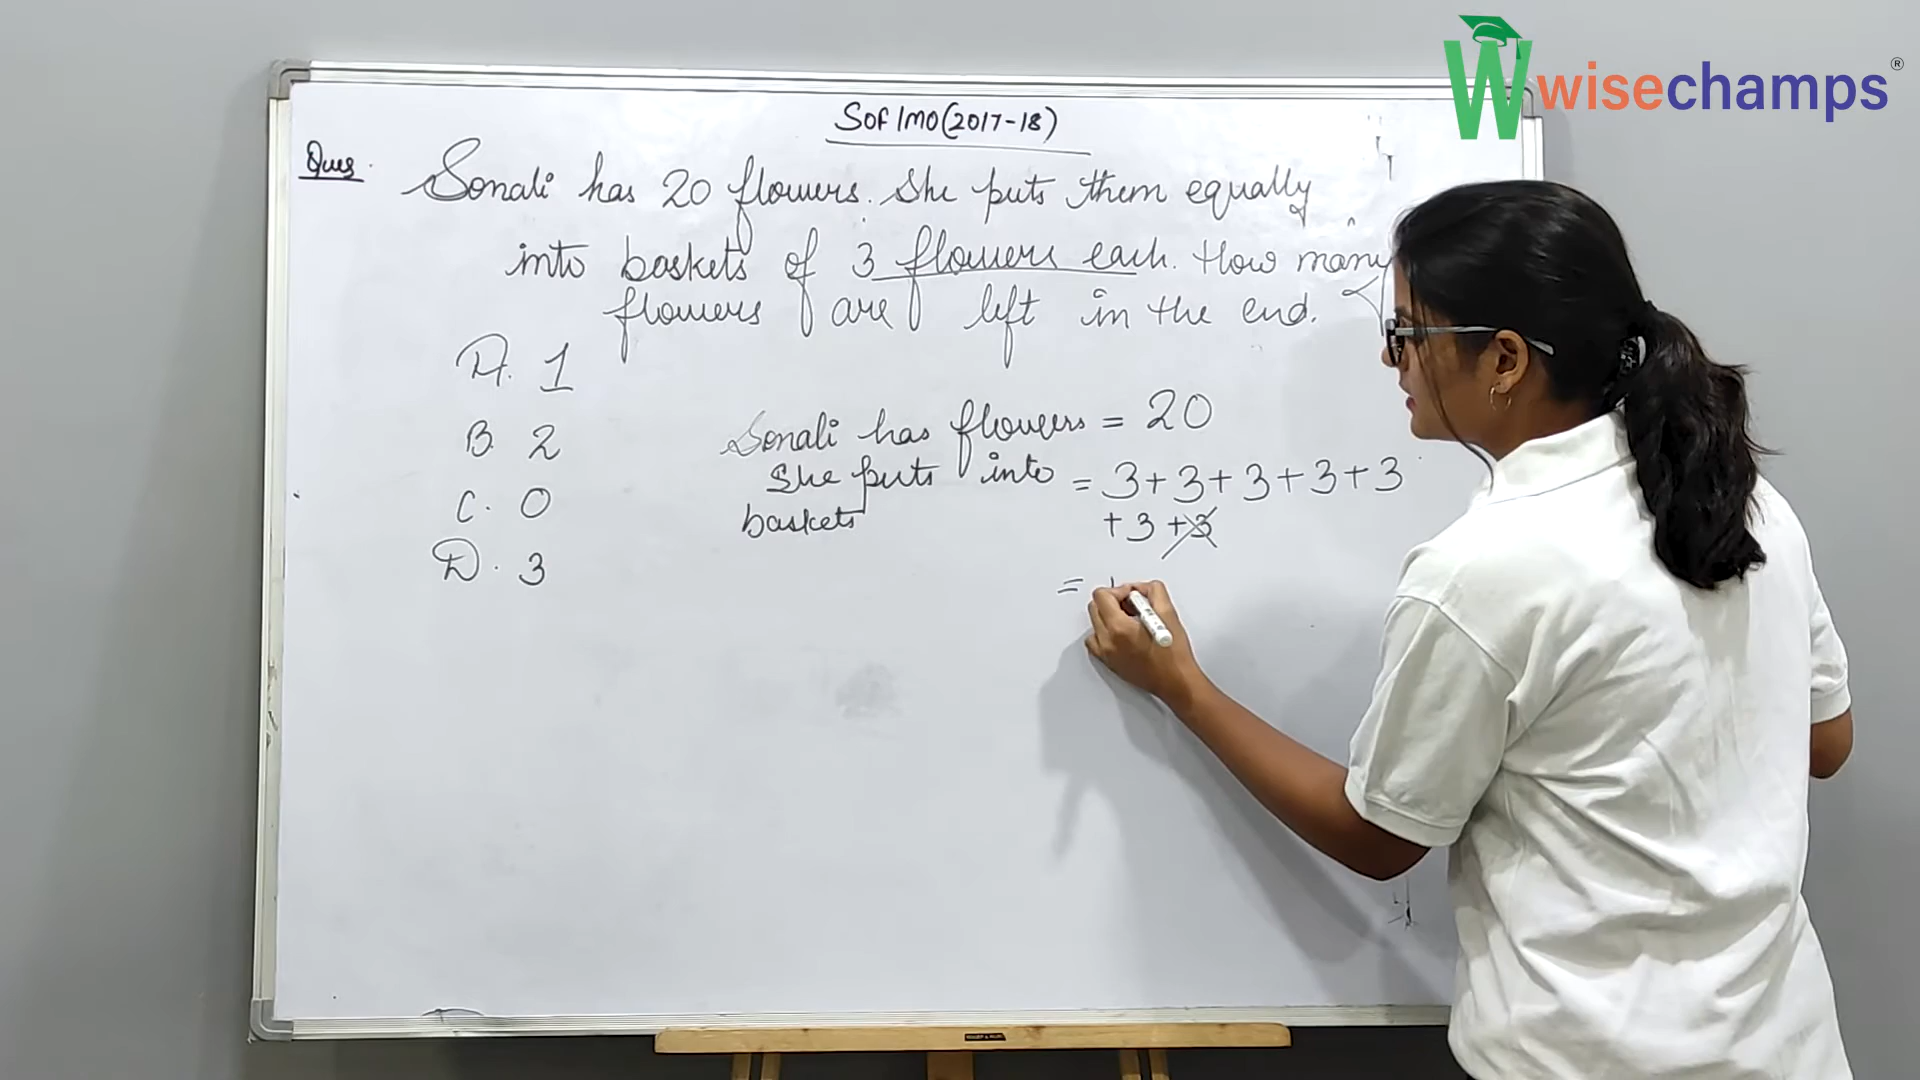 wisechamps®
SOF IMO (2017-18)
Ques. Sonali has 20 flowers. She puts them equally
into baskets of 3 flowers each. How many
flowers are left in the end.
A. 1
B. 2
C. 0
D. 3
Sonali has flowers = 20
She puts into = 3+3+3+3+3
baskets +3 +3
=